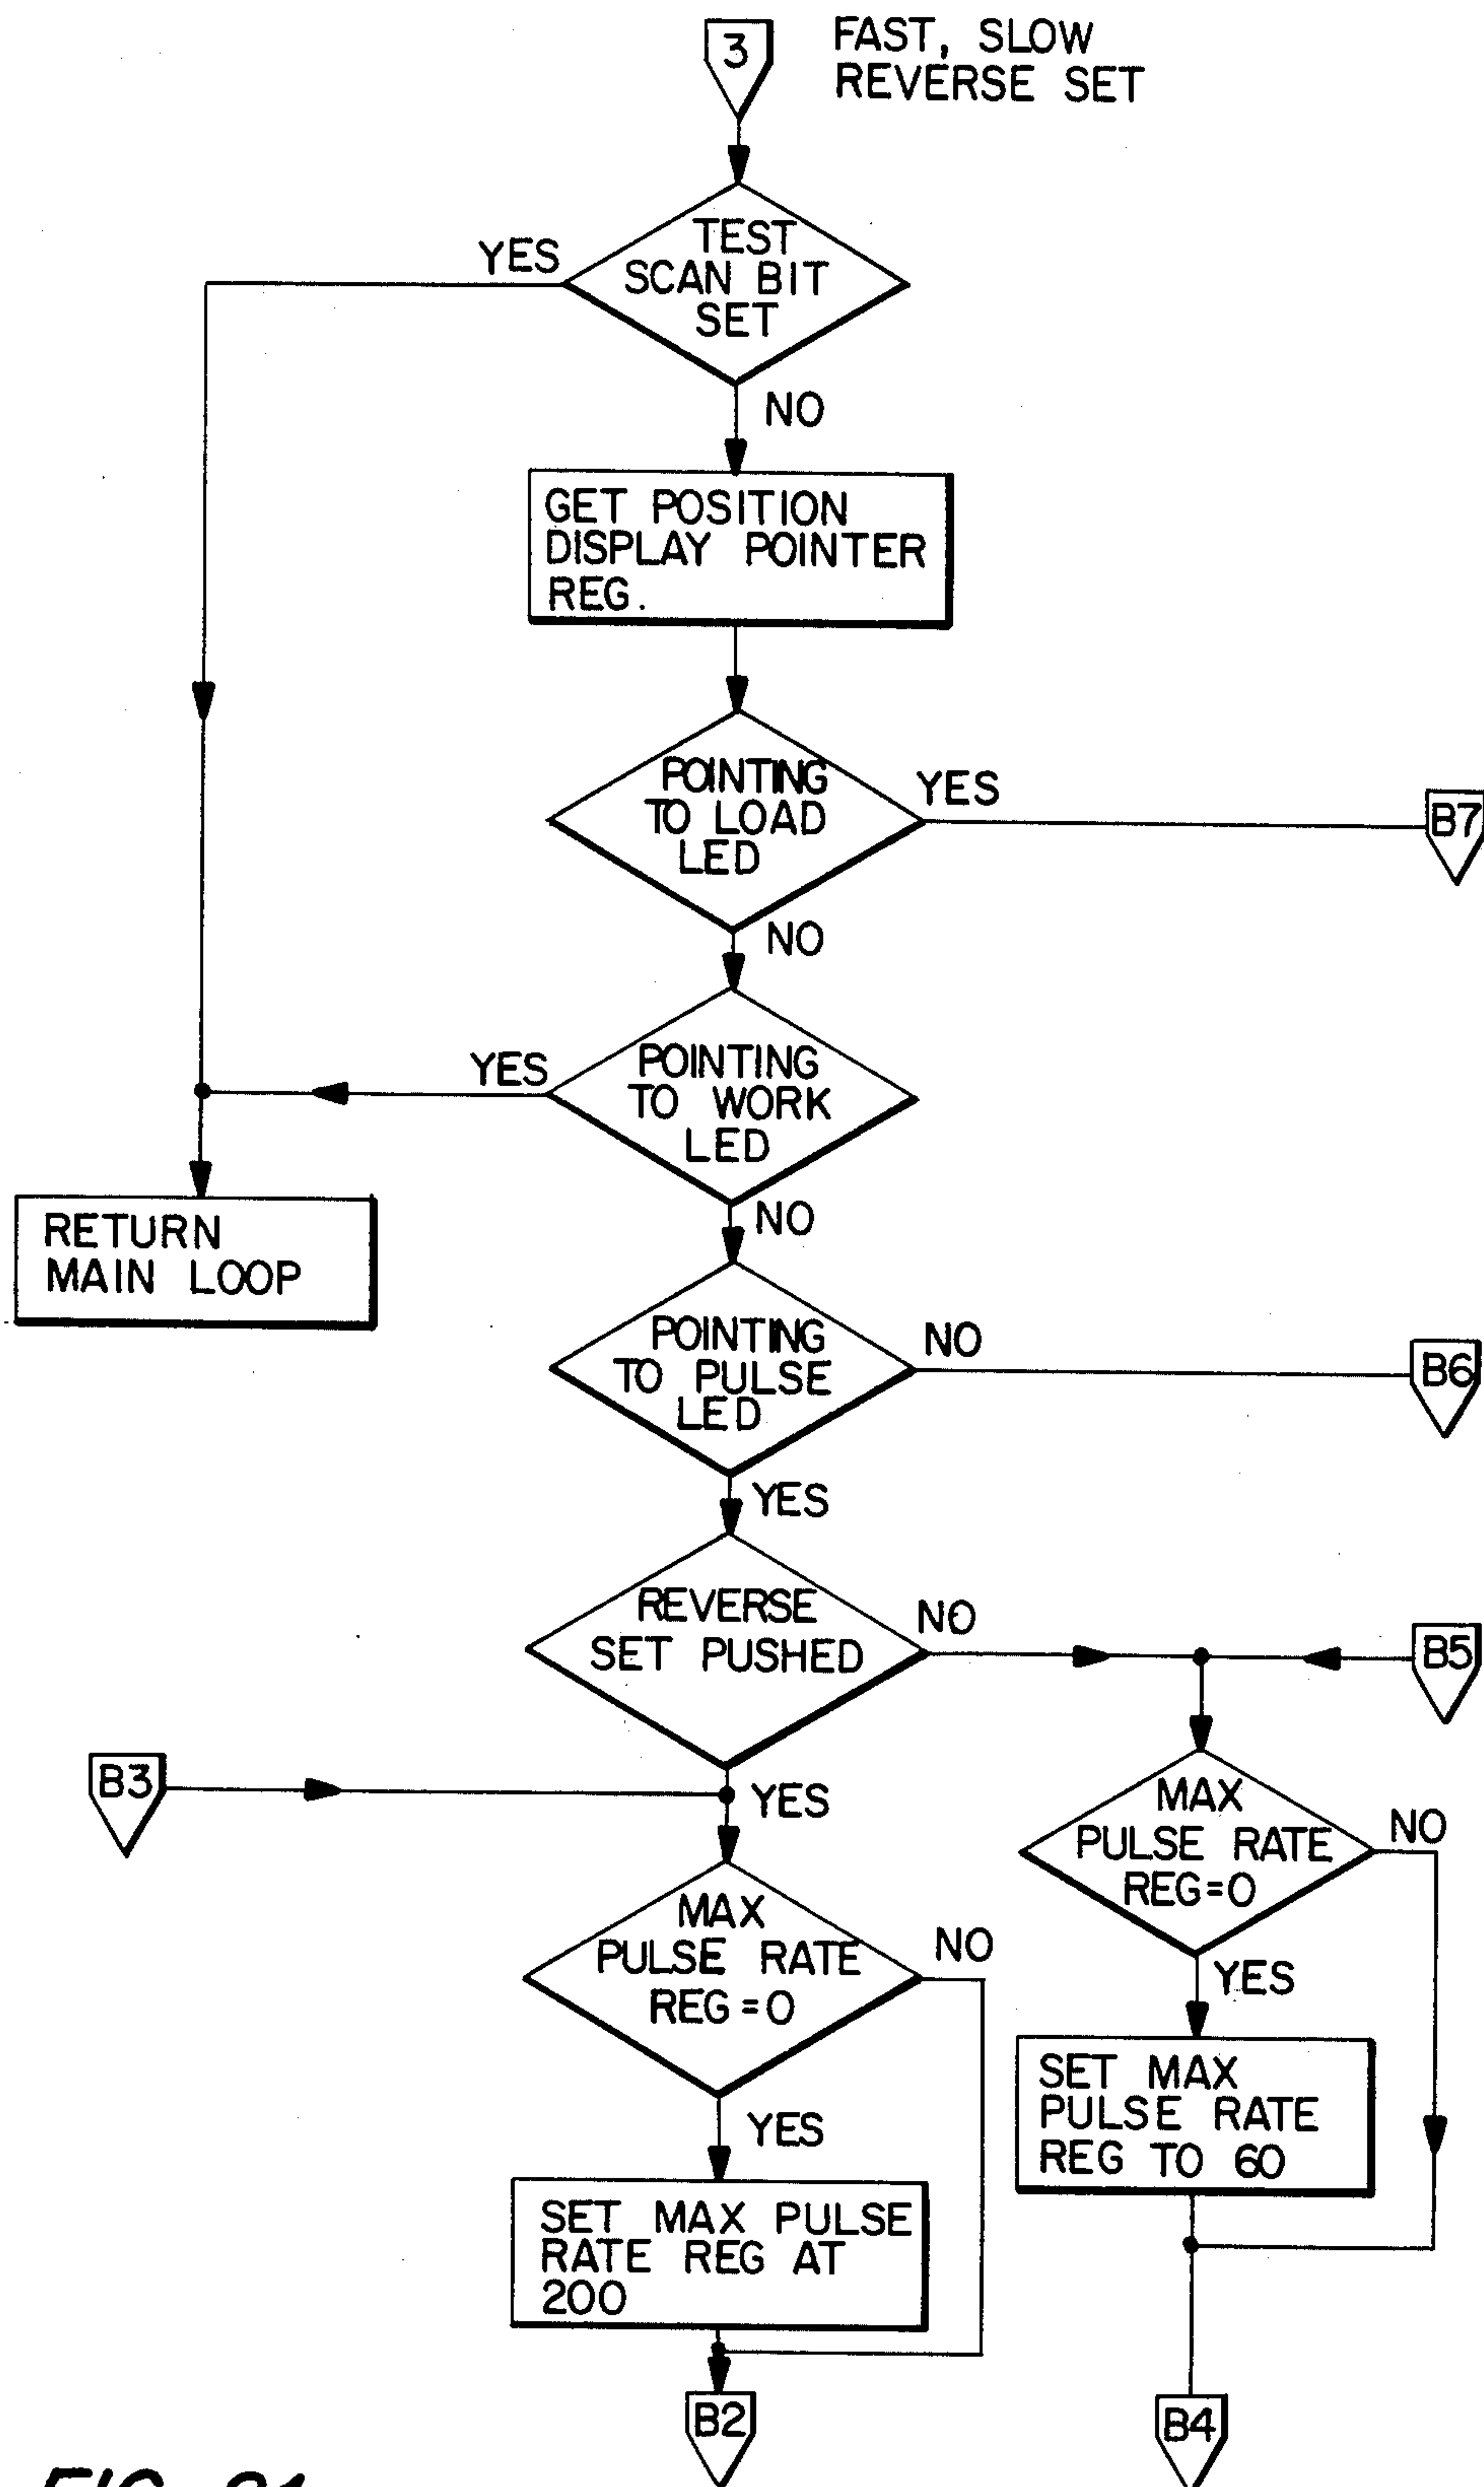 3
FAST, SLOW
REVERSE SET
TEST
SCAN BIT
SET
YES
NO
GET POSITION
DISPLAY POINTER
REG.
POINTING
TO LOAD
LED
YES
B7
NO
POINTING
TO WORK
LED
YES
NO
RETURN
MAIN LOOP
POINTING
TO PULSE
LED
NO
B6
YES
REVERSE
SET PUSHED
NO
B5
B3
YES
MAX
PULSE RATE
REG=0
NO
YES
MAX
PULSE RATE
REG=0
NO
YES
SET MAX
PULSE RATE
REG TO 60
SET MAX PULSE
RATE REG AT
200
B2
B4